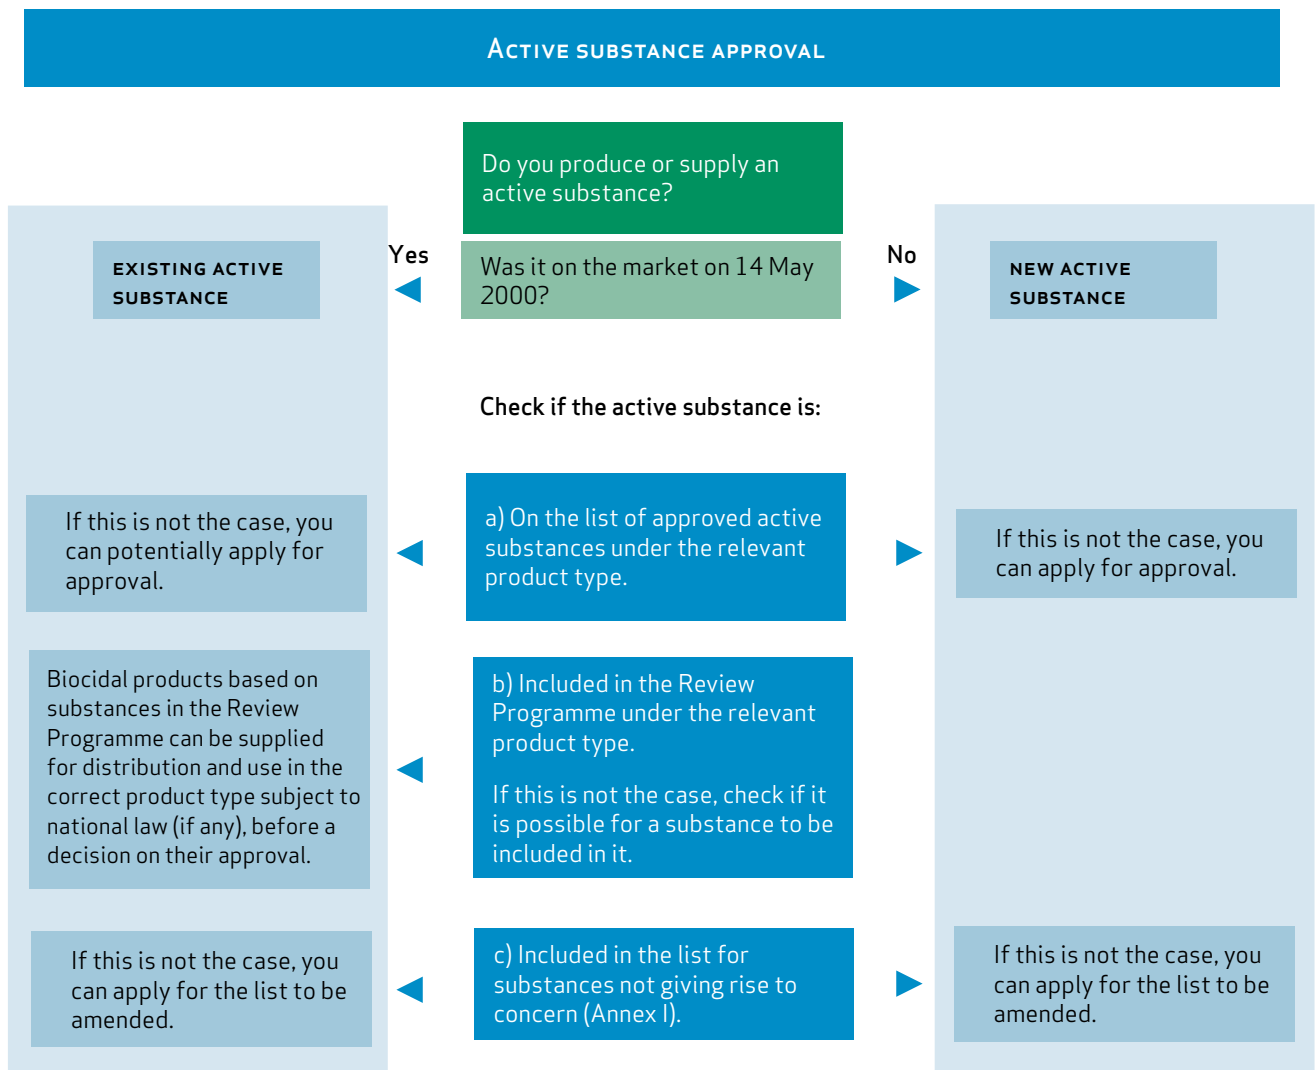 ACTIVE SUBSTANCE APPROVAL
Do you produce or supply an
active substance?
Yes
Was it on the market on 14 May
2000?
No
EXISTING ACTIVE
SUBSTANCE
NEW ACTIVE
SUBSTANCE
Check if the active substance is:
If this is not the case, you
can potentially apply for
approval.
a) On the list of approved active
substances under the relevant
product type.
If this is not the case, you
can apply for approval.
Biocidal products based on
substances in the Review
Programme can be supplied
for distribution and use in the
correct product type subject to
national law (if any), before a
decision on their approval.
b) Included in the Review
Programme under the relevant
product type.
If this is not the case, check if it
is possible for a substance to be
included in it.
If this is not the case, you
can apply for the list to be
amended.
c) Included in the list for
substances not giving rise to
concern (Annex I).
If this is not the case, you
can apply for the list to be
amended.